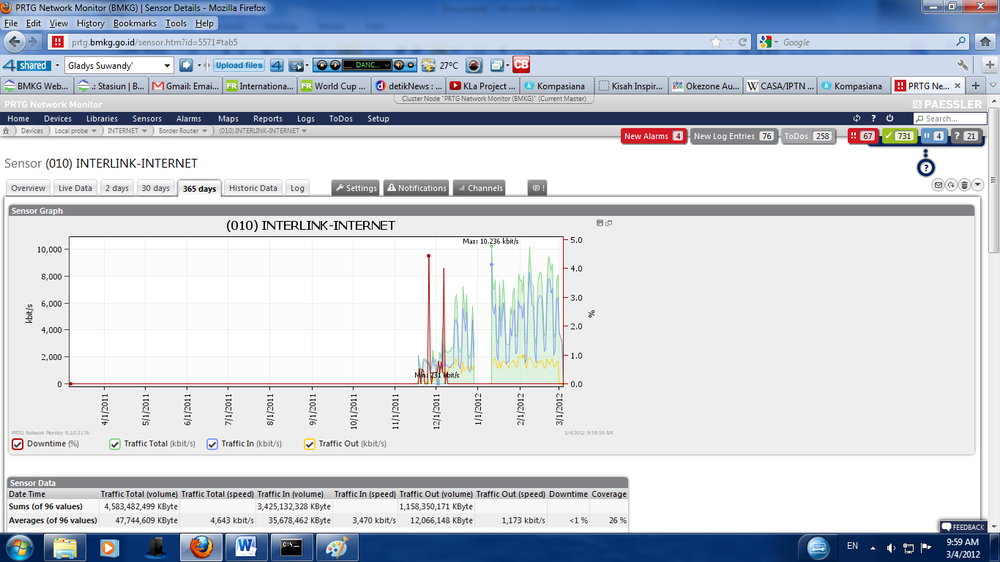 PRTG Network Monitor (BMKG) | Sensor Details - Mozilla Firefox
File Edit View History Bookmarks Tools Help
prtg.bmkg.go.id/sensor.htm?id=5571#tab5
Google
4 shared Gladys Suwandy' Upload files 4 DANC... 27°C CB
BMKG Web... .: Stasiun | B... Gmail: Emai... FR Internationa... FR World Cup ... d detikNews : ... KLa Project ... k Kompasiana Kisah Inspir... oke zone Okezone Au... W CASA/IPTN ... k Kompasiana PRTG Ne...
Cluster Node "PRTG Network Monitor (BMKG)" (Current Master)
PRTG Network Monitor PAESSLER
Home Devices Libraries Sensors Alarms Maps Reports Logs ToDos Setup ? Search...
Devices Local probe INTERNET Border Router (010) INTERLINK-INTERNET
New Alarms 4 New Log Entries 76 ToDos 258 !! 67 731 4 ? 21
?
Sensor (010) INTERLINK-INTERNET
Overview Live Data 2 days 30 days 365 days Historic Data Log Settings Notifications Channels !
Sensor Graph
(010) INTERLINK-INTERNET
Max: 10,236 kbit/s
Min: 231 kbit/s
10,000
8,000
6,000
4,000
2,000
0
kbit/s
5.0
4.0
3.0
2.0
1.0
0.0
%
4/1/2011 5/1/2011 6/1/2011 7/1/2011 8/1/2011 9/1/2011 10/1/2011 11/1/2011 12/1/2011 1/1/2012 2/1/2012 3/1/2012
PRTG Network Monitor 9.2.0.2176 3/4/2012 9:59:59 AM
Downtime (%) Traffic Total (kbit/s) Traffic In (kbit/s) Traffic Out (kbit/s)
Sensor Data
Date Time Traffic Total (volume) Traffic Total (speed) Traffic In (volume) Traffic In (speed) Traffic Out (volume) Traffic Out (speed) Downtime Coverage
Sums (of 96 values) 4,583,482,499 KByte 3,425,132,328 KByte 1,158,350,171 KByte
Averages (of 96 values) 47,744,609 KByte 4,643 kbit/s 35,678,462 KByte 3,470 kbit/s 12,066,148 KByte 1,173 kbit/s <1 % 26 %
FEEDBACK
W C:\ EN 9:59 AM
3/4/2012